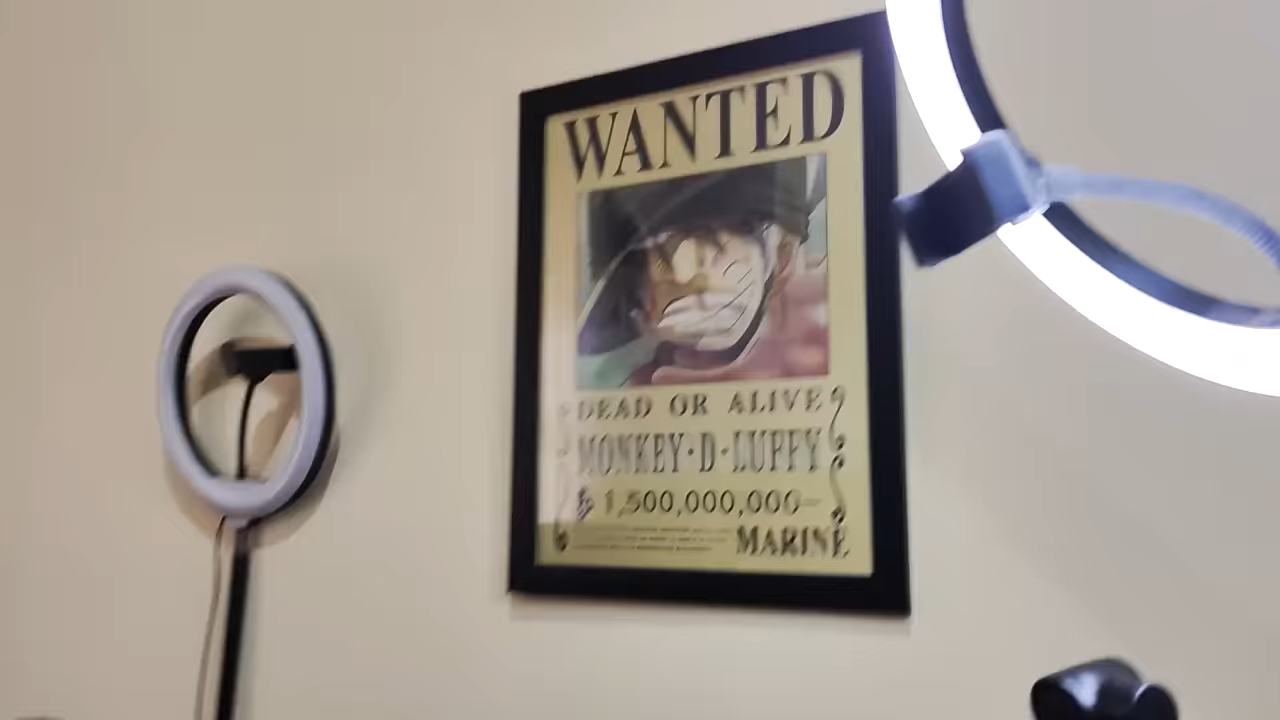 WANTED
DEAD OR ALIVE
MONKEY·D·LUFFY
฿ 1,500,000,000—
MARINE